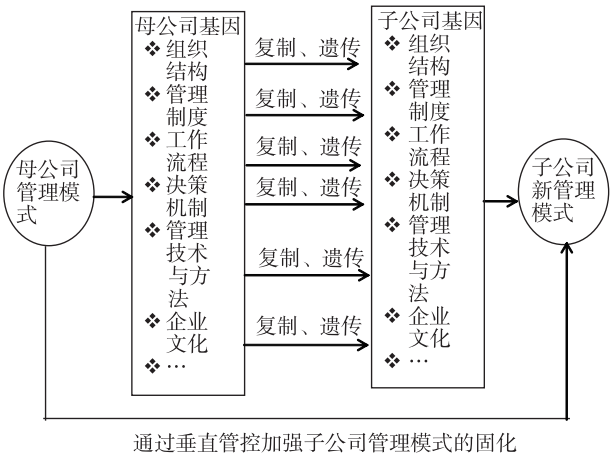 母公司
管理模
式
母公司基因
❖ 组织
结构
❖ 管理
制度
❖ 工作
流程
❖ 决策
机制
❖ 管理
技术
与方
法
❖ 企业
文化
❖ …
复制、遗传
复制、遗传
复制、遗传
复制、遗传
复制、遗传
复制、遗传
子公司基因
❖ 组织
结构
❖ 管理
制度
❖ 工作
流程
❖ 决策
机制
❖ 管理
技术
与方
法
❖ 企业
文化
❖ …
子公司
新管理
模式
通过垂直管控加强子公司管理模式的固化